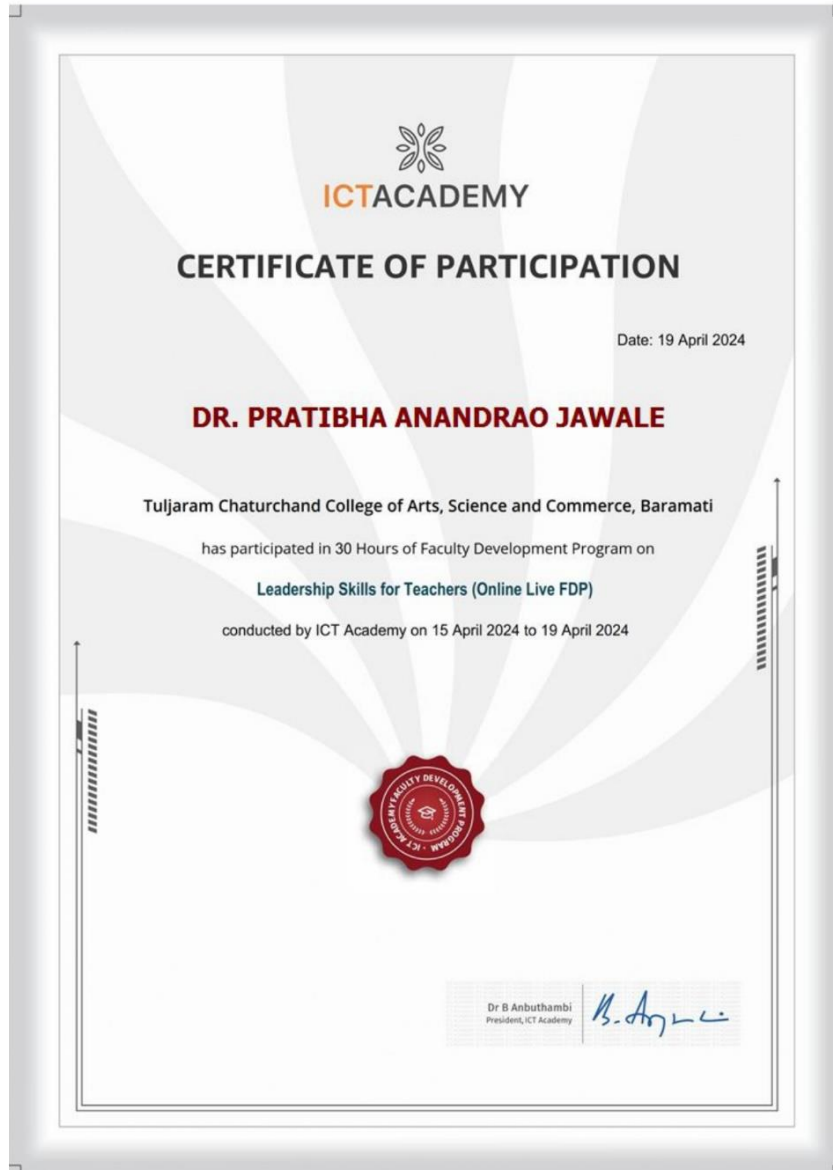 ICTACADEMY
CERTIFICATE OF PARTICIPATION
Date: 19 April 2024
DR. PRATIBHA ANANDRAO JAWALE
Tuljaram Chaturchand College of Arts, Science and Commerce, Baramati
has participated in 30 Hours of Faculty Development Program on
Leadership Skills for Teachers (Online Live FDP)
conducted by ICT Academy on 15 April 2024 to 19 April 2024
ICT ACADEMY FACULTY DEVELOPMENT PROGRAM
Dr B Anbuthambi
President, ICT Academy